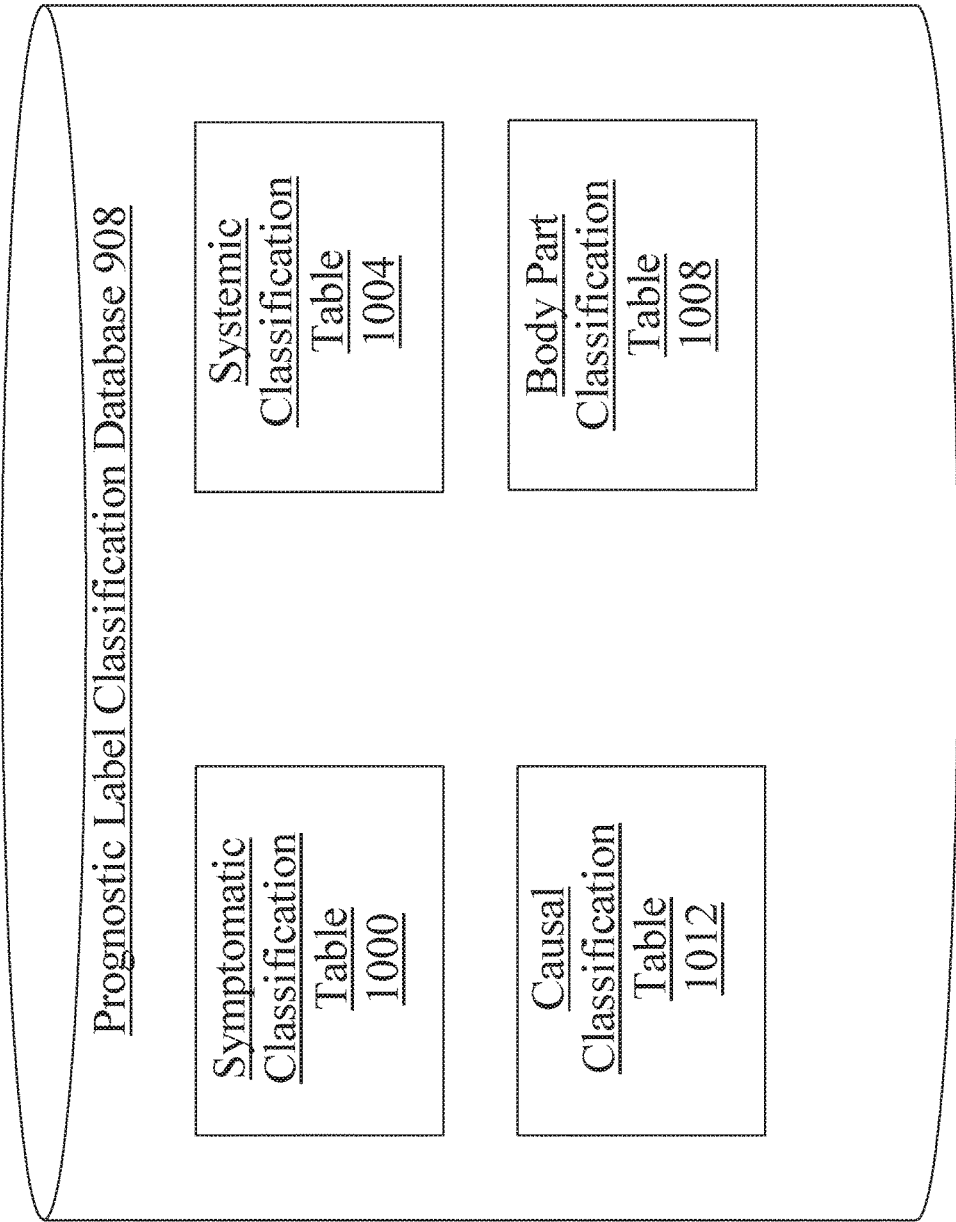 Prognostic Label Classification Database 908
Symptomatic
Classification
Table
1000
Systemic
Classification
Table
1004
Causal
Classification
Table
1012
Body Part
Classification
Table
1008